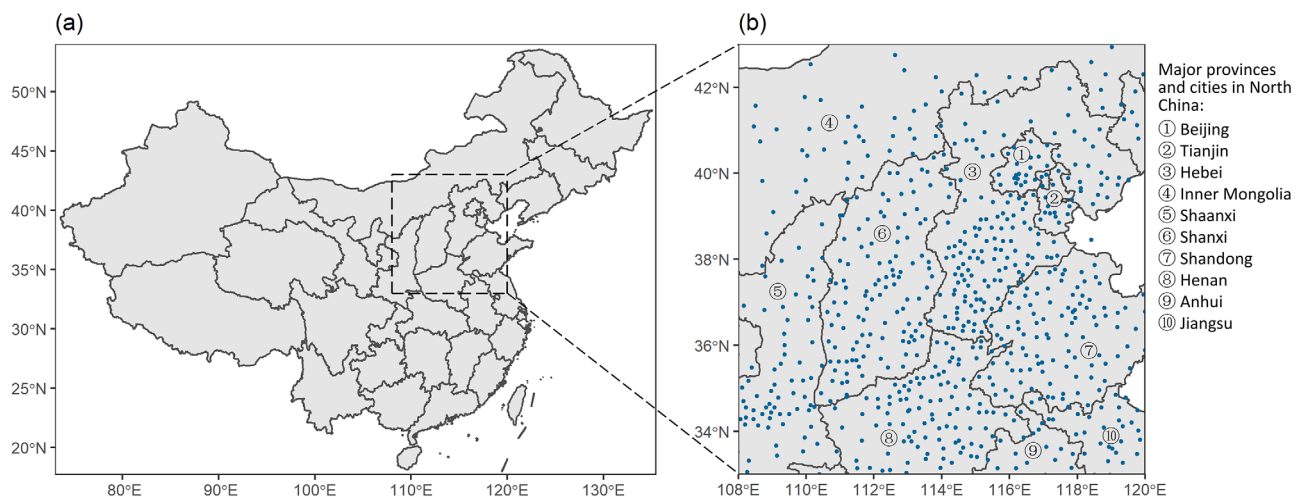 (a)
50°N
45°N
40°N
35°N
30°N
25°N
20°N
80°E 90°E 100°E 110°E 120°E 130°E
(b)
42°N
40°N
38°N
36°N
34°N
108°E 110°E 112°E 114°E 116°E 118°E 120°E
④
①
③
②
⑥
⑤
⑦
⑧
⑨
⑩
Major provinces
and cities in North
China:
① Beijing
② Tianjin
③ Hebei
④ Inner Mongolia
⑤ Shaanxi
⑥ Shanxi
⑦ Shandong
⑧ Henan
⑨ Anhui
⑩ Jiangsu